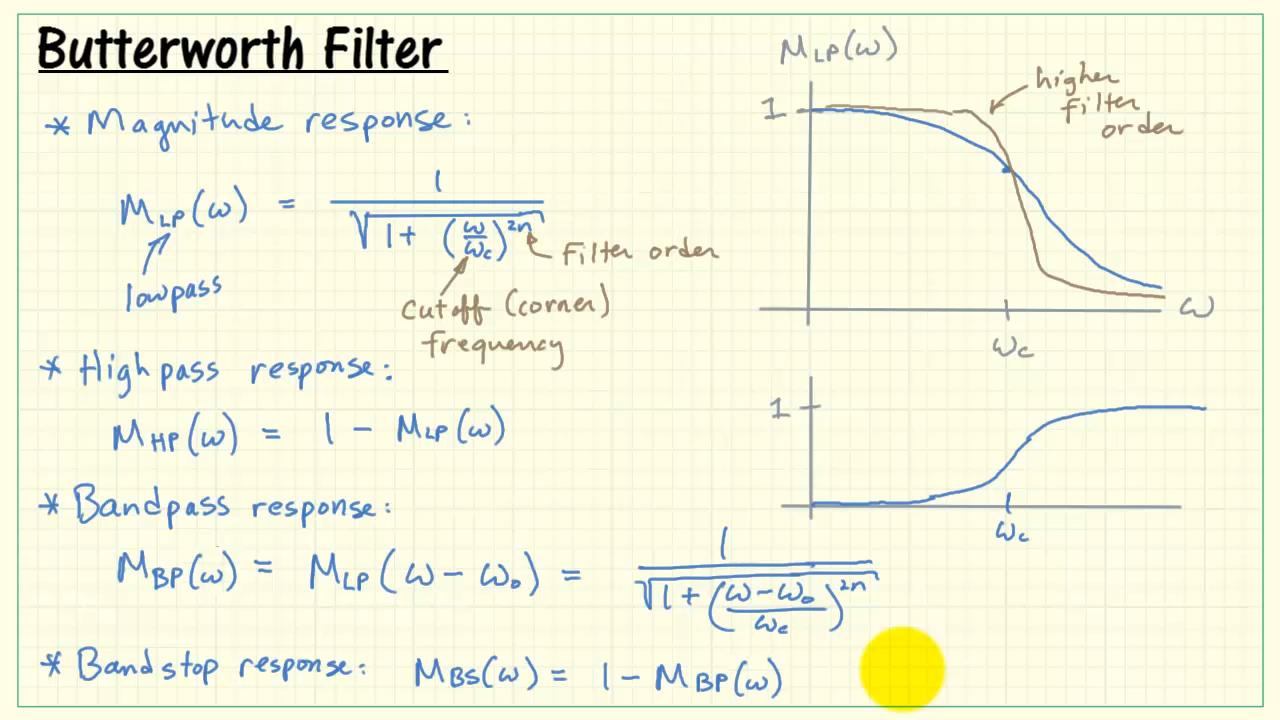 Butterworth Filter
* Magnitude response:
M_LP(ω) = 1 / √(1 + (ω/ω_c)^2n)
lowpass
Filter order
cutoff (corner)
frequency
* Highpass response:
M_HP(ω) = 1 - M_LP(ω)
* Bandpass response:
M_BP(ω) = M_LP(ω - ω_0) = 1 / √(1 + ((ω - ω_0)/ω_c)^2n)
* Bandstop response: M_BS(ω) = 1 - M_BP(ω)
M_LP(ω)
1
higher
filter
order
ω
ω_c
1
ω_c